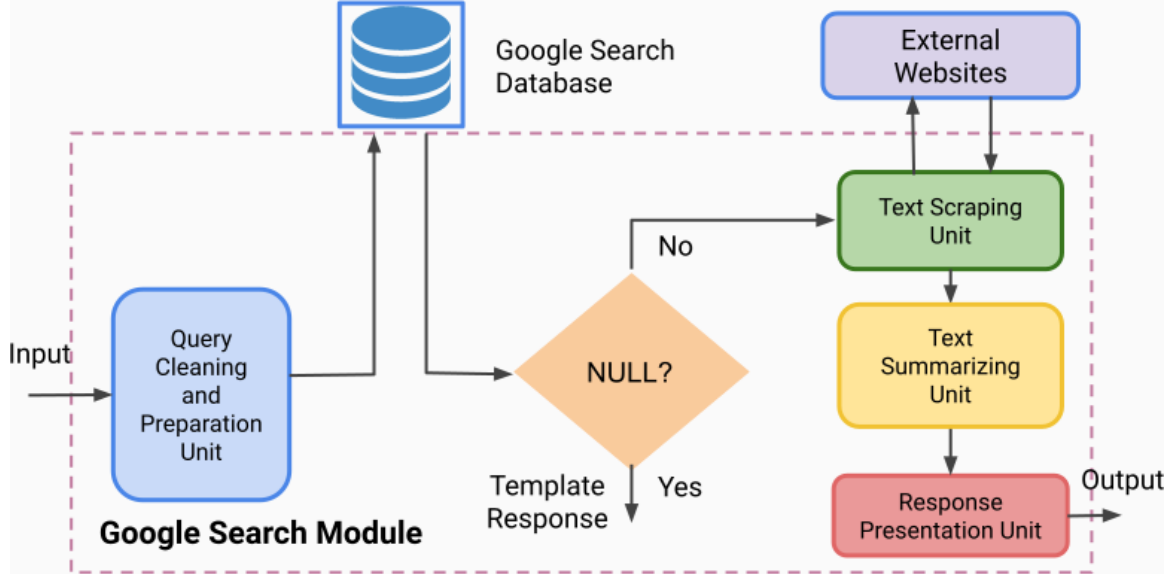 Google Search
Database
External
Websites
Text Scraping
Unit
No
Query
Cleaning
and
Preparation
Unit
Input
NULL?
Text
Summarizing
Unit
Template
Response
Yes
Response
Presentation Unit
Output
Google Search Module